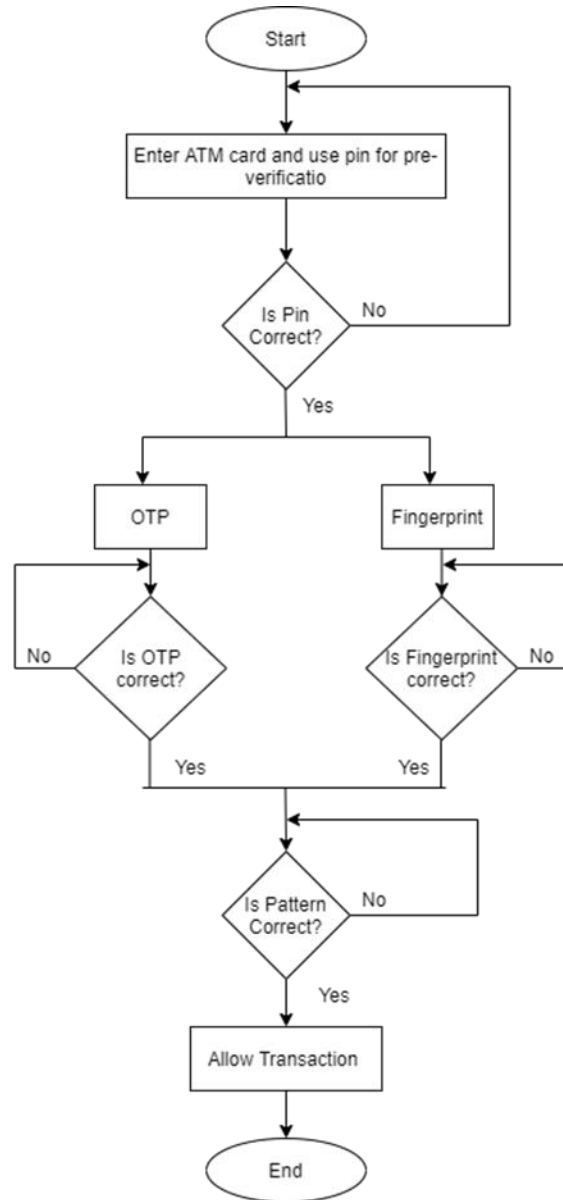 Start
Enter ATM card and use pin for pre-
verificatio
Is Pin
Correct?
No
Yes
OTP
Fingerprint
No
Is OTP
correct?
Is Fingerprint
correct?
No
Yes
Yes
Is Pattern
Correct?
No
Yes
Allow Transaction
End